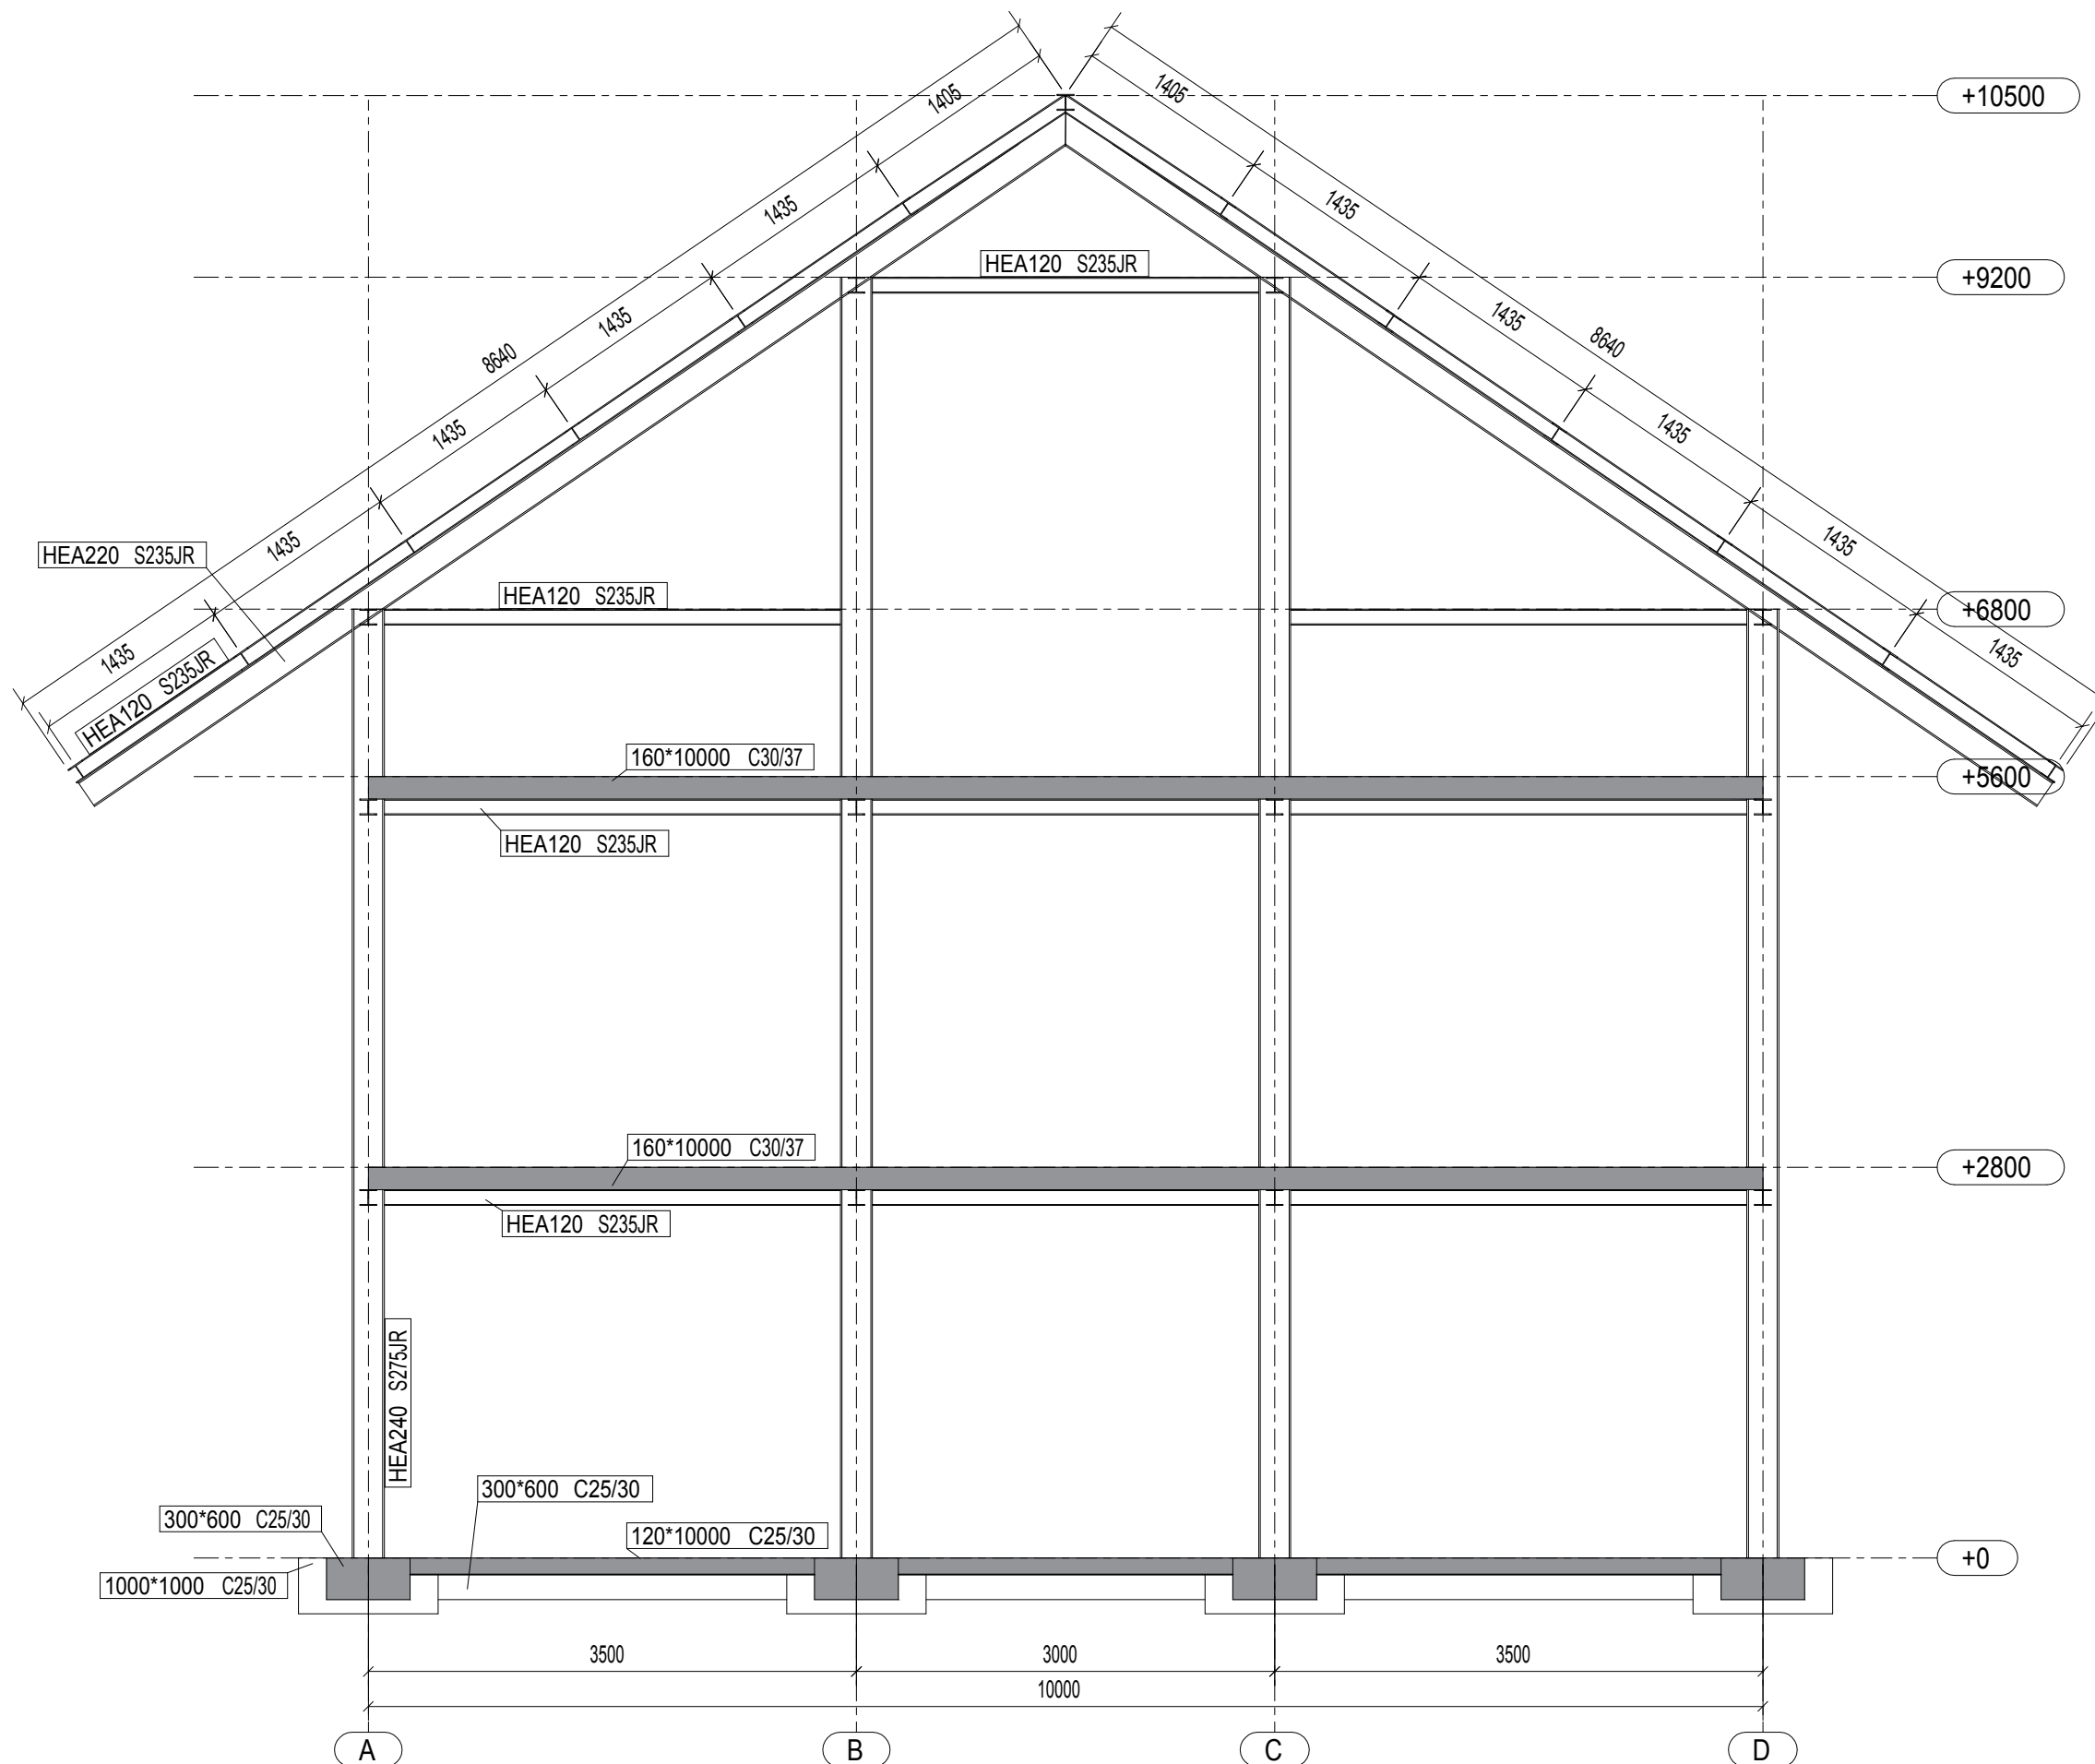 +10500
1405
1405
1435
1435
HEA120 S235JR
+9200
1435
1435
8640
8640
1435
1435
1435
1435
HEA220 S235JR
HEA120 S235JR
+6800
1435
1435
HEA120 S235JR
160*10000 C30/37
+5600
HEA120 S235JR
160*10000 C30/37
+2800
HEA120 S235JR
HEA240 S275JR
300*600 C25/30
300*600 C25/30
120*10000 C25/30
+0
1000*1000 C25/30
3500
3000
3500
10000
A
B
C
D